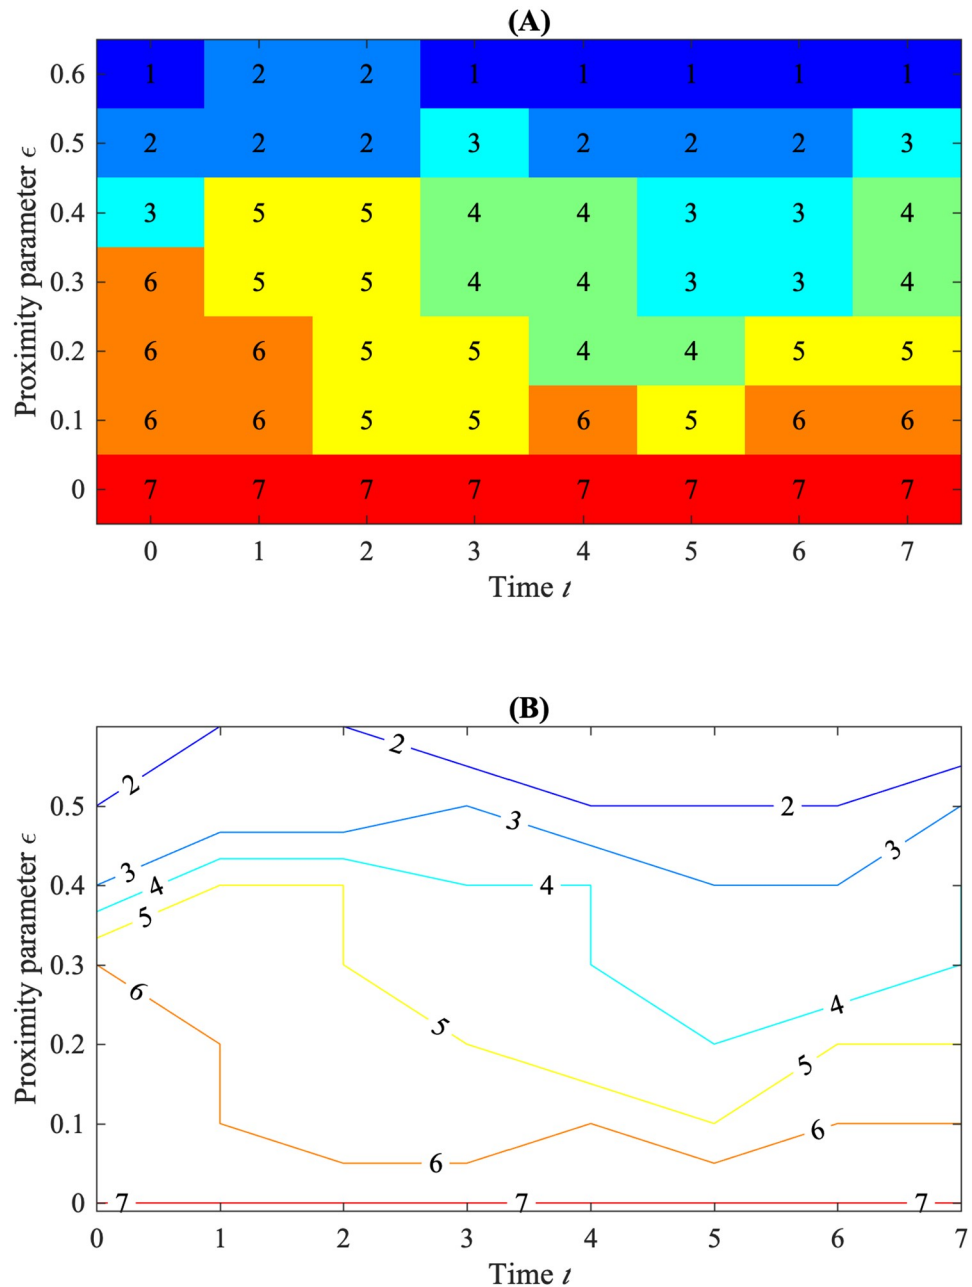 (A)
Proximity parameter ϵ
0.6 1 2 2 1 1 1 1 1
0.5 2 2 2 3 2 2 2 3
0.4 3 5 5 4 4 3 3 4
0.3 6 5 5 4 4 3 3 4
0.2 6 6 5 5 4 4 5 5
0.1 6 6 5 5 6 5 6 6
0 7 7 7 7 7 7 7 7
0 1 2 3 4 5 6 7
Time t
(B)
Proximity parameter ϵ
2
2
0.5 2
3
3 3
0.4 4 4
5
0.3
6 4
5
0.2
5
0.1 6
6
0 7 7 7
0 1 2 3 4 5 6 7
Time t